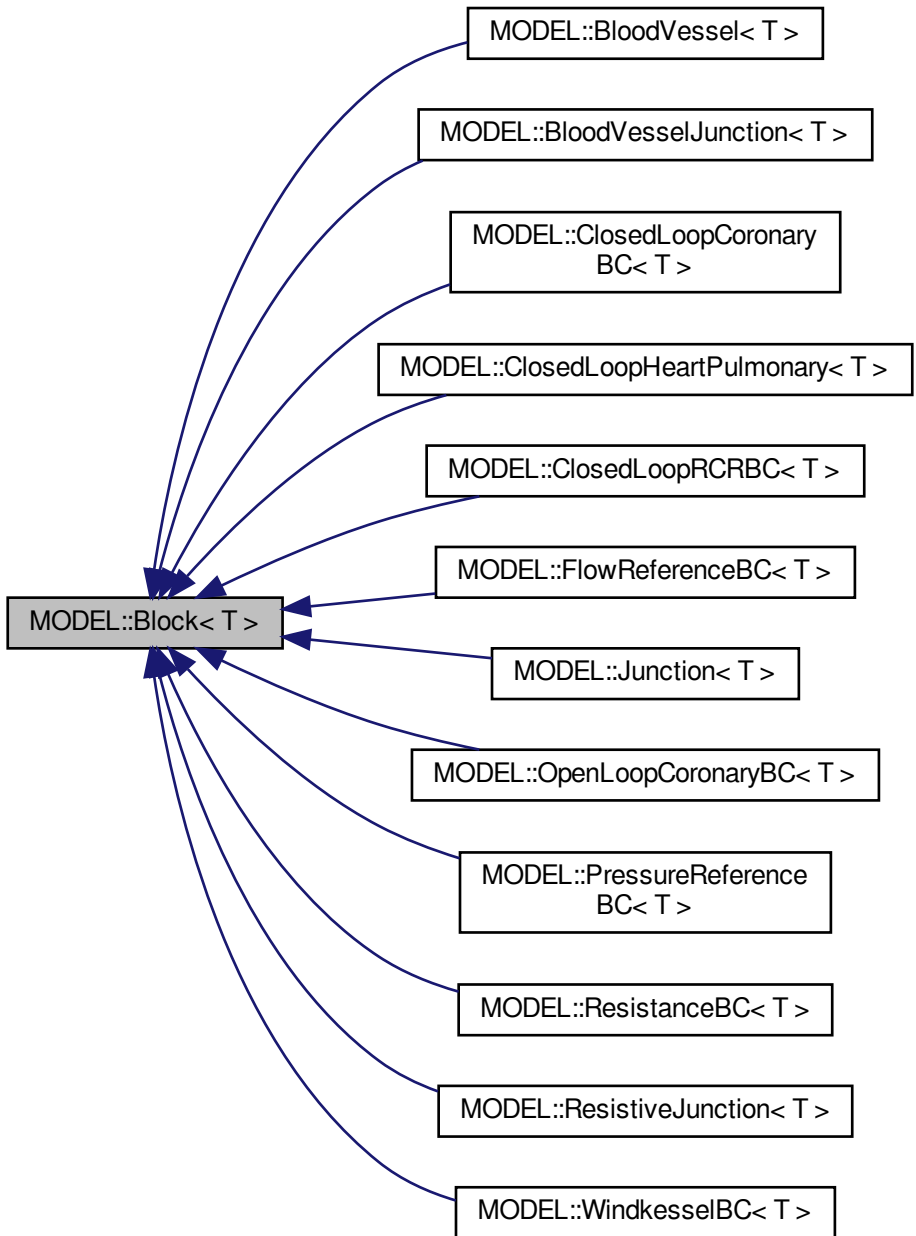 MODEL::BloodVessel< T >
MODEL::BloodVesselJunction< T >
MODEL::ClosedLoopCoronary
BC< T >
MODEL::ClosedLoopHeartPulmonary< T >
MODEL::ClosedLoopRCRBC< T >
MODEL::FlowReferenceBC< T >
MODEL::Block< T >
MODEL::Junction< T >
MODEL::OpenLoopCoronaryBC< T >
MODEL::PressureReference
BC< T >
MODEL::ResistanceBC< T >
MODEL::ResistiveJunction< T >
MODEL::WindkesselBC< T >